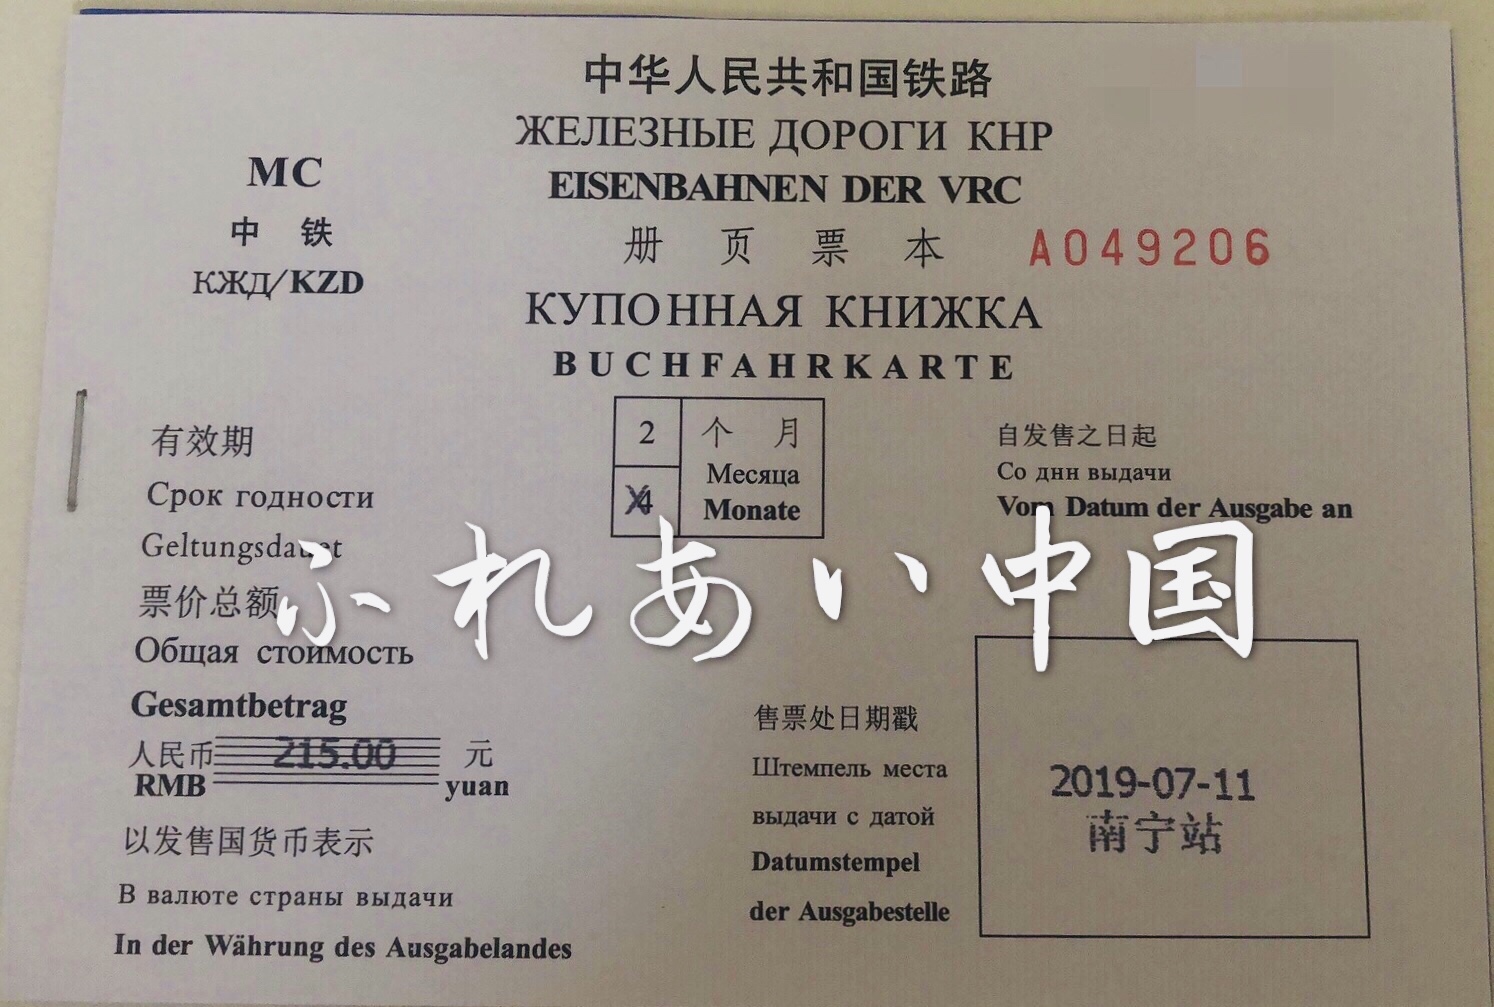 中华人民共和国铁路
ЖЕЛЕЗНЫЕ ДОРОГИ КНР
EISENBAHNEN DER VRC
MC
中 铁
КЖД/KZD
册 页 票 本 A049206
КУПОННАЯ КНИЖКА
BUCHFAHRKARTE
有效期
Срок годности
Geltungsdauet
2 个 月
Месяца
X4 Monate
自发售之日起
Со днн выдачи
Vom Datum der Ausgabe an
ふれあい中国
票价总额
Общая стоимость
Gesamtbetrag
人民币 215.00 元
RMB yuan
以发售国货币表示
В валюте страны выдачи
In der Währung des Ausgabelandes
售票处日期戳
Штемпель места
выдачи с датой
Datumstempel
der Ausgabestelle
2019-07-11
南宁站